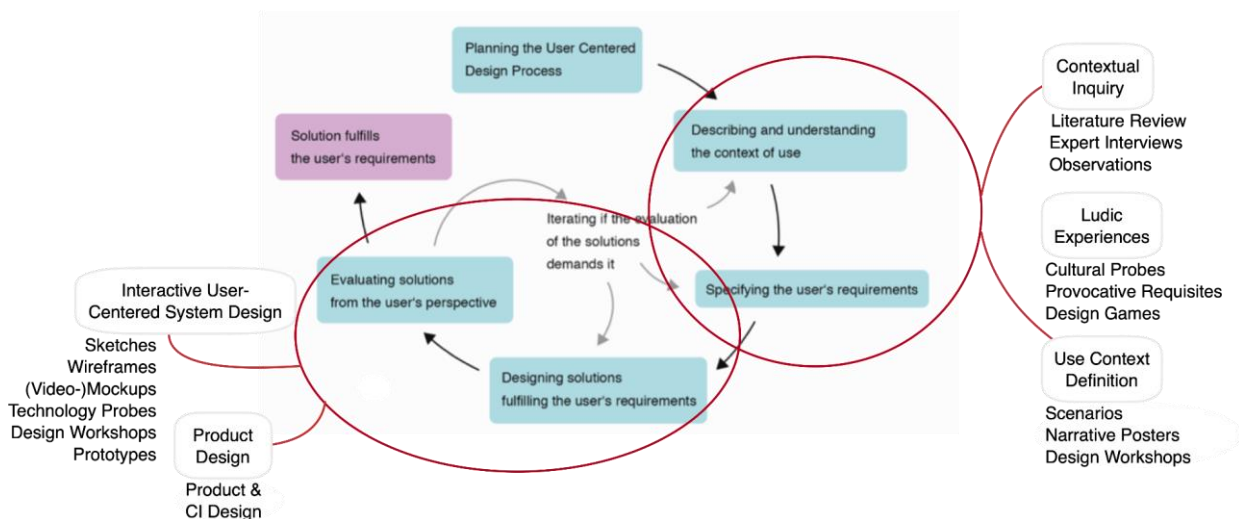 Planning the User Centered
Design Process
Describing and understanding
the context of use
Specifying the user's requirements
Designing solutions
fulfilling the user's requirements
Evaluating solutions
from the user's perspective
Solution fulfills
the user's requirements
Iterating if the evaluation
of the solutions
demands it
Contextual
Inquiry
Literature Review
Expert Interviews
Observations
Ludic
Experiences
Cultural Probes
Provocative Requisites
Design Games
Use Context
Definition
Scenarios
Narrative Posters
Design Workshops
Interactive User-
Centered System Design
Sketches
Wireframes
(Video-)Mockups
Technology Probes
Design Workshops
Prototypes
Product
Design
Product &
CI Design